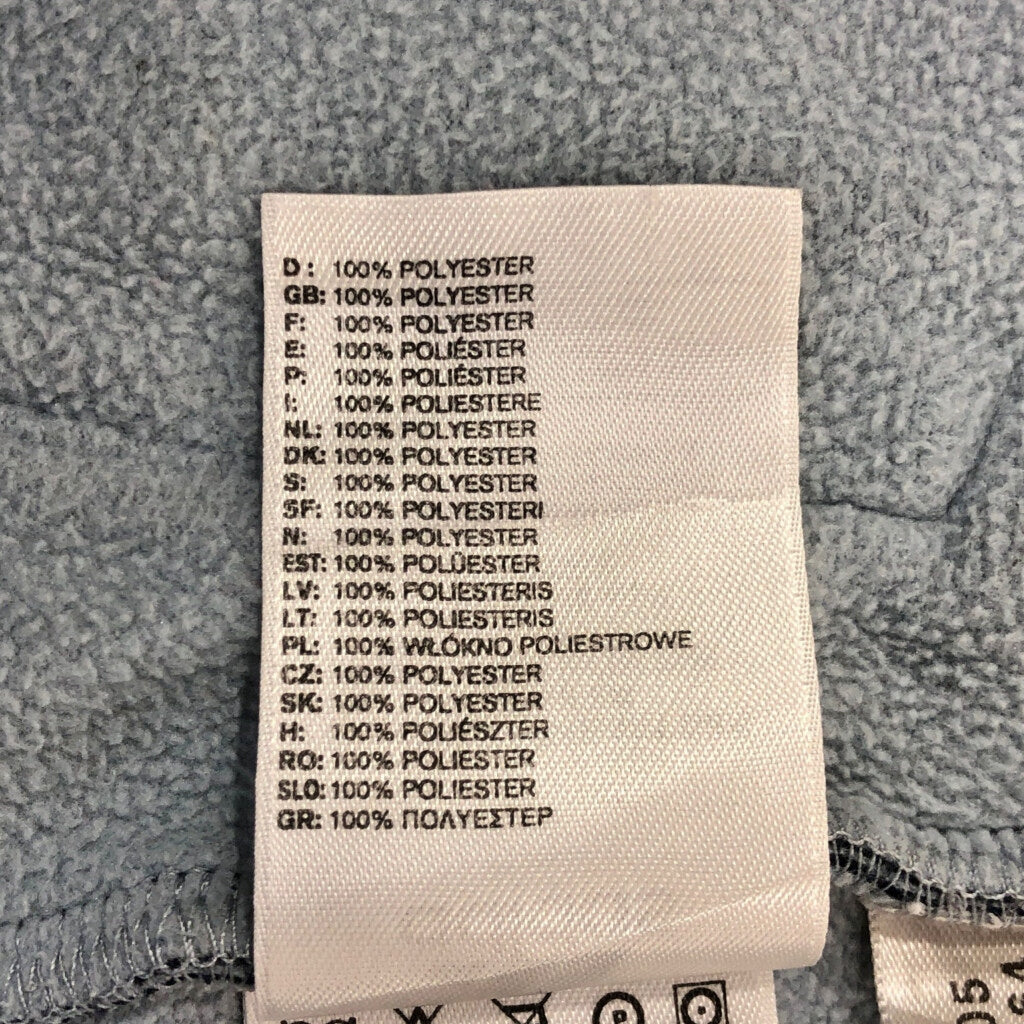 D: 100% POLYESTER
GB: 100% POLYESTER
F: 100% POLYESTER
E: 100% POLIÉSTER
P: 100% POLIÉSTER
I: 100% POLIESTERE
NL: 100% POLYESTER
DK: 100% POLYESTER
S: 100% POLYESTER
SF: 100% POLYESTERI
N: 100% POLYESTER
EST: 100% POLÜESTER
LV: 100% POLIESTERIS
LT: 100% POLIESTERIS
PL: 100% WŁÓKNO POLIESTROWE
CZ: 100% POLYESTER
SK: 100% POLYESTER
H: 100% POLIÉSZTER
RO: 100% POLIESTER
SLO: 100% POLIESTER
GR: 100% ΠΟΛΥΕΣΤΕΡ
P